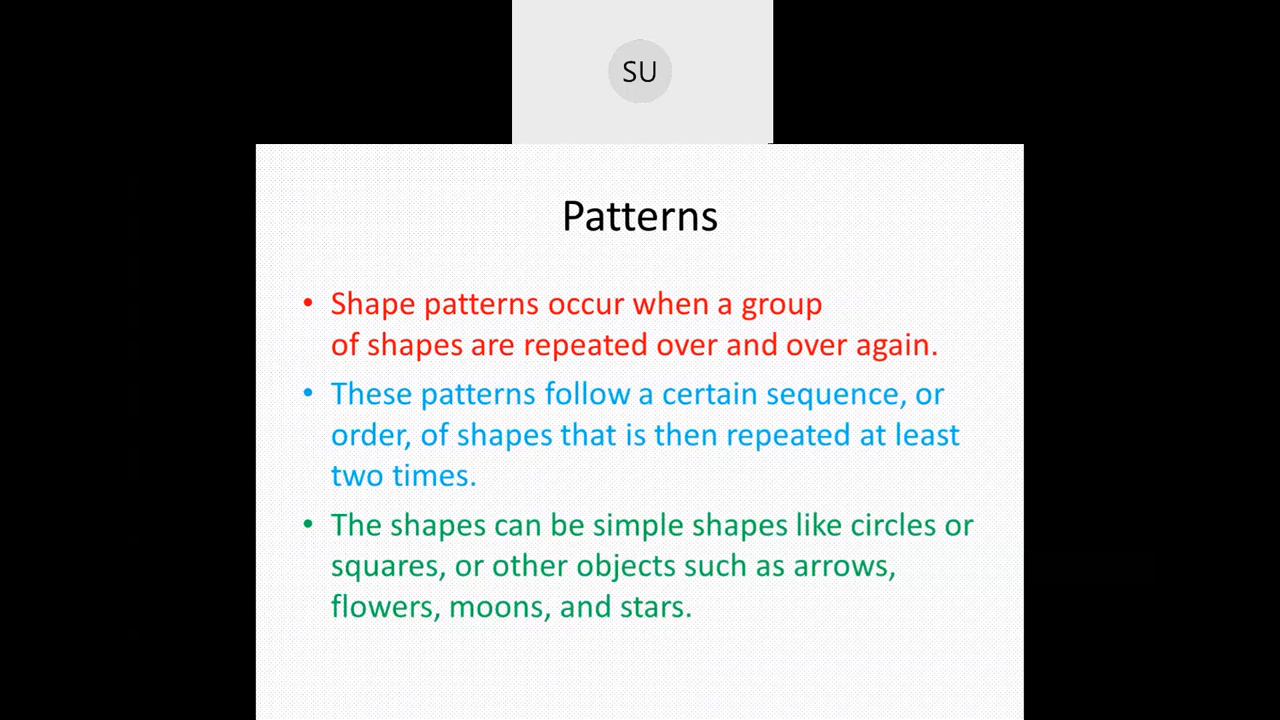 SU
Patterns
• Shape patterns occur when a group
of shapes are repeated over and over again.
• These patterns follow a certain sequence, or
order, of shapes that is then repeated at least
two times.
• The shapes can be simple shapes like circles or
squares, or other objects such as arrows,
flowers, moons, and stars.